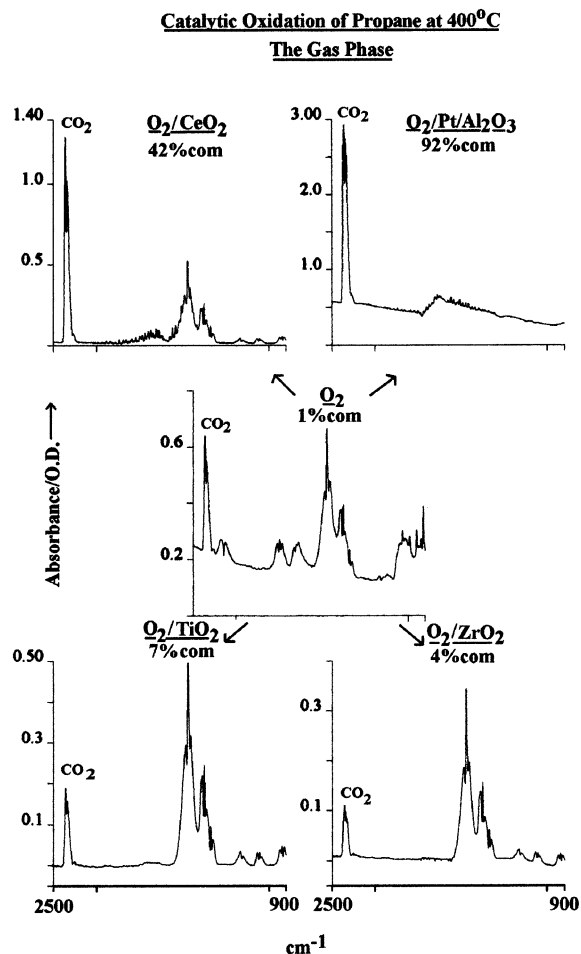 Catalytic Oxidation of Propane at 400°C
The Gas Phase
1.40
CO2
O2/CeO2
42%com
1.0
0.5
3.00
CO2
O2/Pt/Al2O3
92%com
2.0
1.0
Absorbance/O.D.
O2
1%com
CO2
0.6
0.2
O2/TiO2
7%com
0.50
0.3
CO2
0.1
2500
900
O2/ZrO2
4%com
0.3
CO2
0.1
2500
900
cm-1